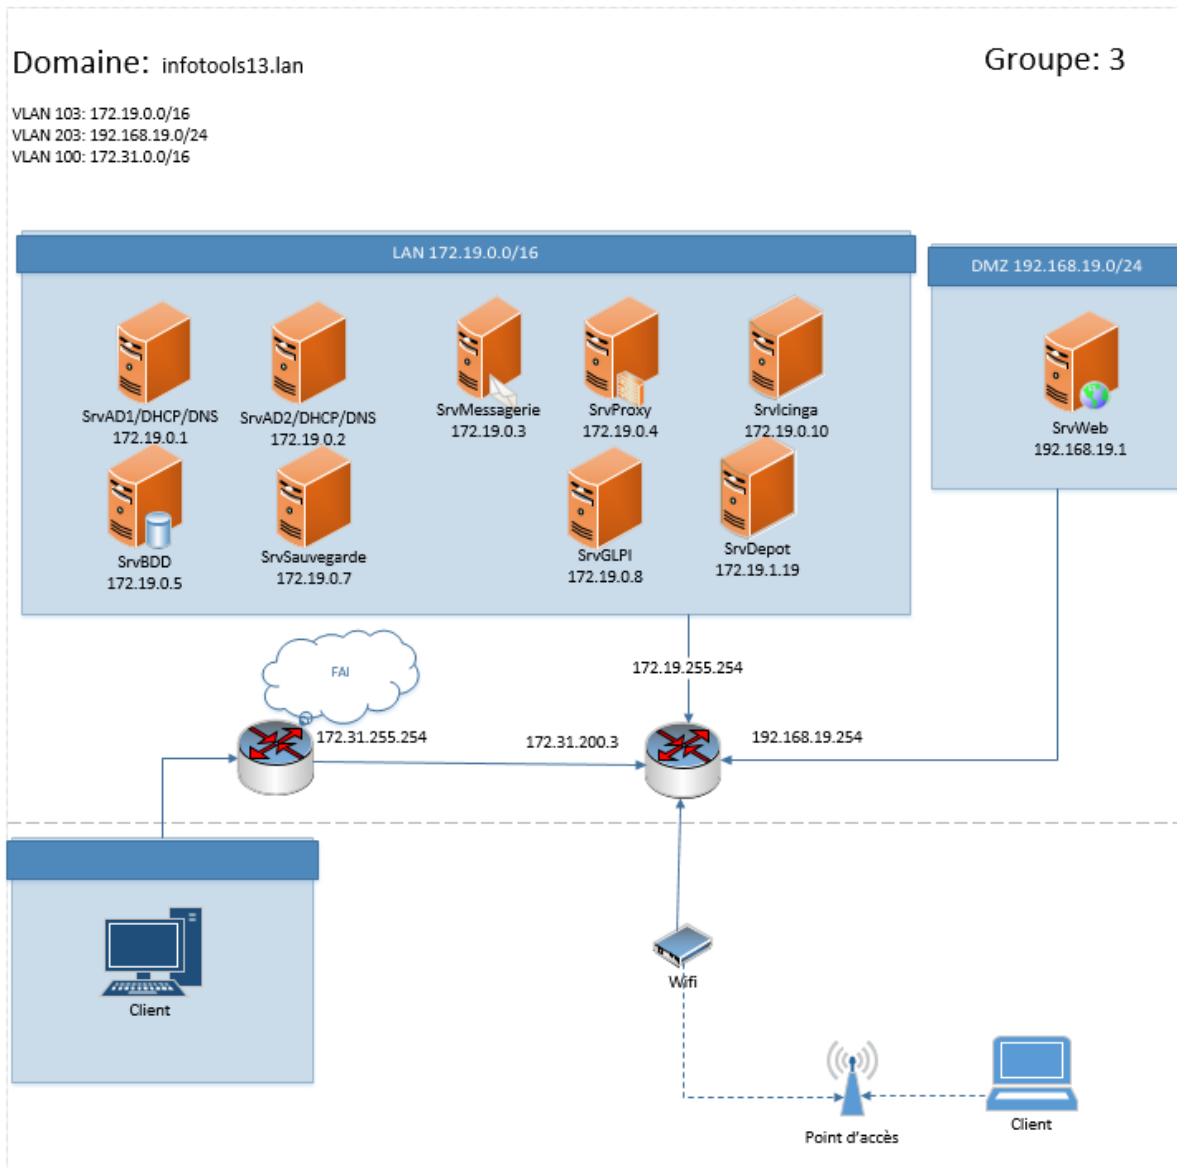 Domaine: infotools13.lan
Groupe: 3
VLAN 103: 172.19.0.0/16
VLAN 203: 192.168.19.0/24
VLAN 100: 172.31.0.0/16
LAN 172.19.0.0/16
DMZ 192.168.19.0/24
SrvAD1/DHCP/DNS
172.19.0.1
SrvAD2/DHCP/DNS
172.19 0.2
SrvMessagerie
172.19.0.3
SrvProxy
172.19.0.4
SrvIcinga
172.19.0.10
SrvWeb
192.168.19.1
SrvBDD
172.19.0.5
SrvSauvegarde
172.19.0.7
SrvGLPI
172.19.0.8
SrvDepot
172.19.1.19
FAI
172.19.255.254
172.31.255.254
172.31.200.3
192.168.19.254
Client
Wifi
Point d'accès
Client